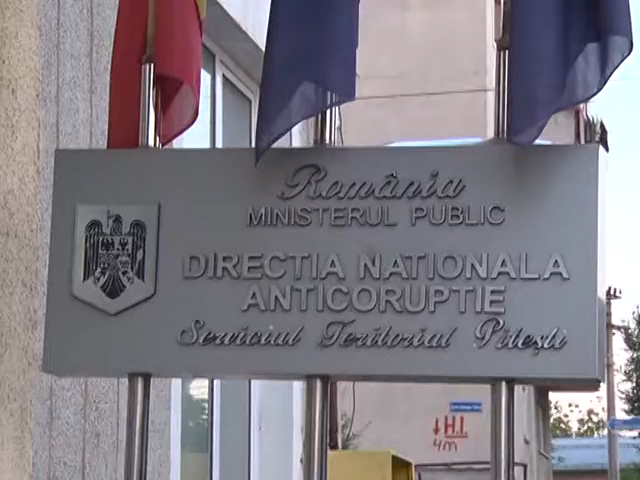 România
MINISTERUL PUBLIC
DIRECTIA NATIONALA
ANTICORUPTIE
Serviciul Teritorial Pitești
H.I.
4m